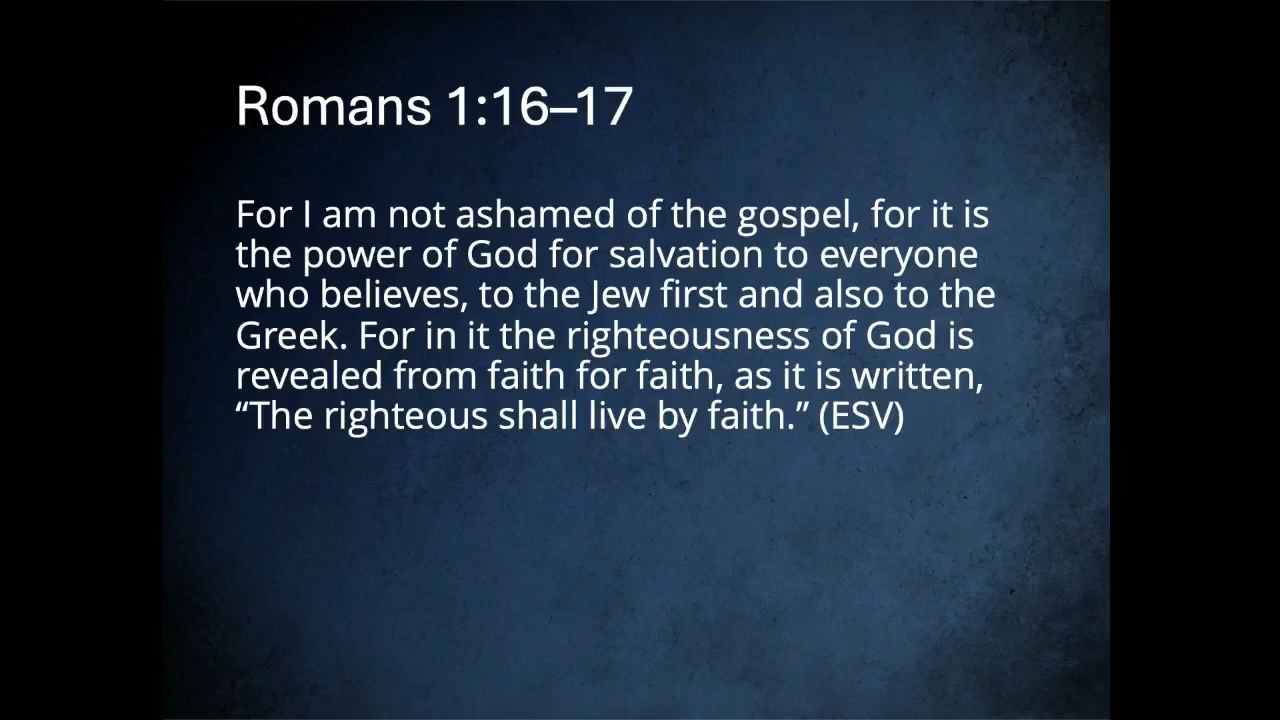 Romans 1:16–17
For I am not ashamed of the gospel, for it is
the power of God for salvation to everyone
who believes, to the Jew first and also to the
Greek. For in it the righteousness of God is
revealed from faith for faith, as it is written,
“The righteous shall live by faith.” (ESV)